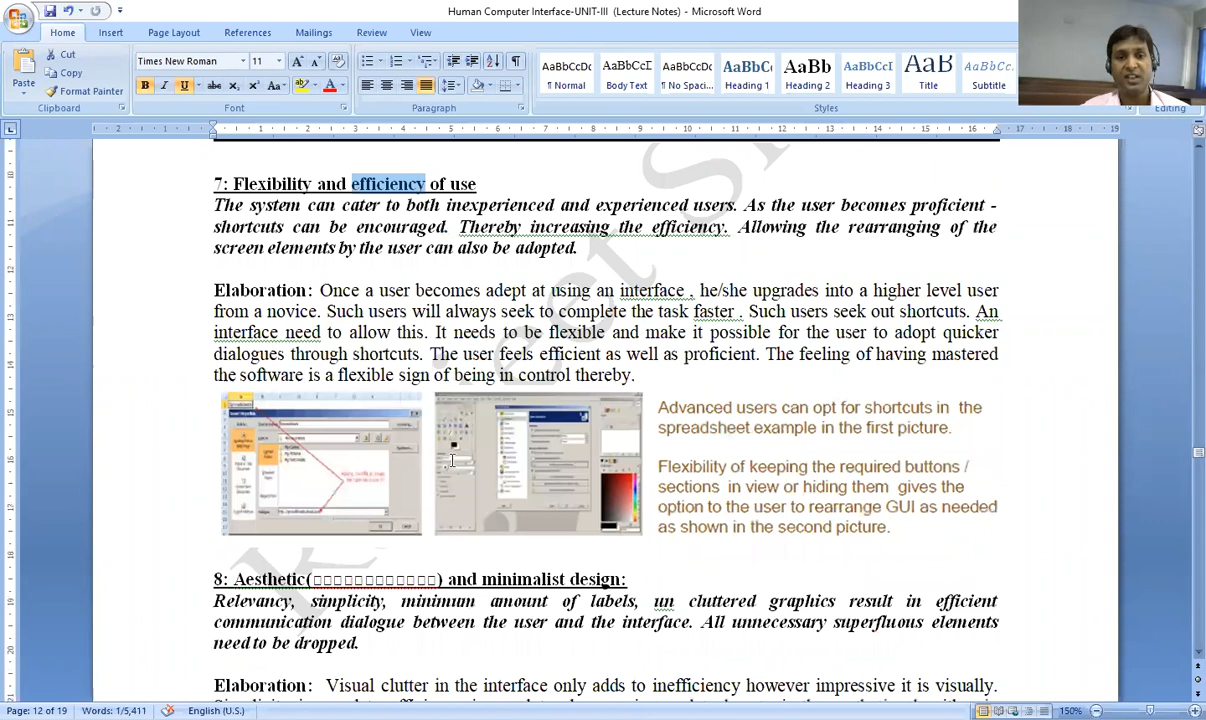 Human Computer Interface-UNIT-III (Lecture Notes) - Microsoft Word
Home Insert Page Layout References Mailings Review View
Paste
Cut
Copy
Format Painter
Clipboard
Times New Roman 11
Font
Paragraph
AaBbCcDc AaBbCcD AaBbCcDc AaBbC AaBb AaBbCc AaB AaBbCc
¶ Normal Body Text ¶ No Spaci... Heading 1 Heading 2 Heading 3 Title Subtitle
Styles
Editing
7: Flexibility and efficiency of use
The system can cater to both inexperienced and experienced users. As the user becomes proficient -
shortcuts can be encouraged. Thereby increasing the efficiency. Allowing the rearranging of the
screen elements by the user can also be adopted.
Elaboration: Once a user becomes adept at using an interface , he/she upgrades into a higher level user
from a novice. Such users will always seek to complete the task faster . Such users seek out shortcuts. An
interface need to allow this. It needs to be flexible and make it possible for the user to adopt quicker
dialogues through shortcuts. The user feels efficient as well as proficient. The feeling of having mastered
the software is a flexible sign of being in control thereby.
Advanced users can opt for shortcuts in the
spreadsheet example in the first picture.
Flexibility of keeping the required buttons /
sections in view or hiding them gives the
option to the user to rearrange GUI as needed
as shown in the second picture.
8: Aesthetic(▯▯▯▯▯▯▯▯▯▯▯▯) and minimalist design:
Relevancy, simplicity, minimum amount of labels, un cluttered graphics result in efficient
communication dialogue between the user and the interface. All unnecessary superfluous elements
need to be dropped.
Elaboration: Visual clutter in the interface only adds to inefficiency however impressive it is visually.
Page: 12 of 19 Words: 1/5,411 English (U.S.) 150%